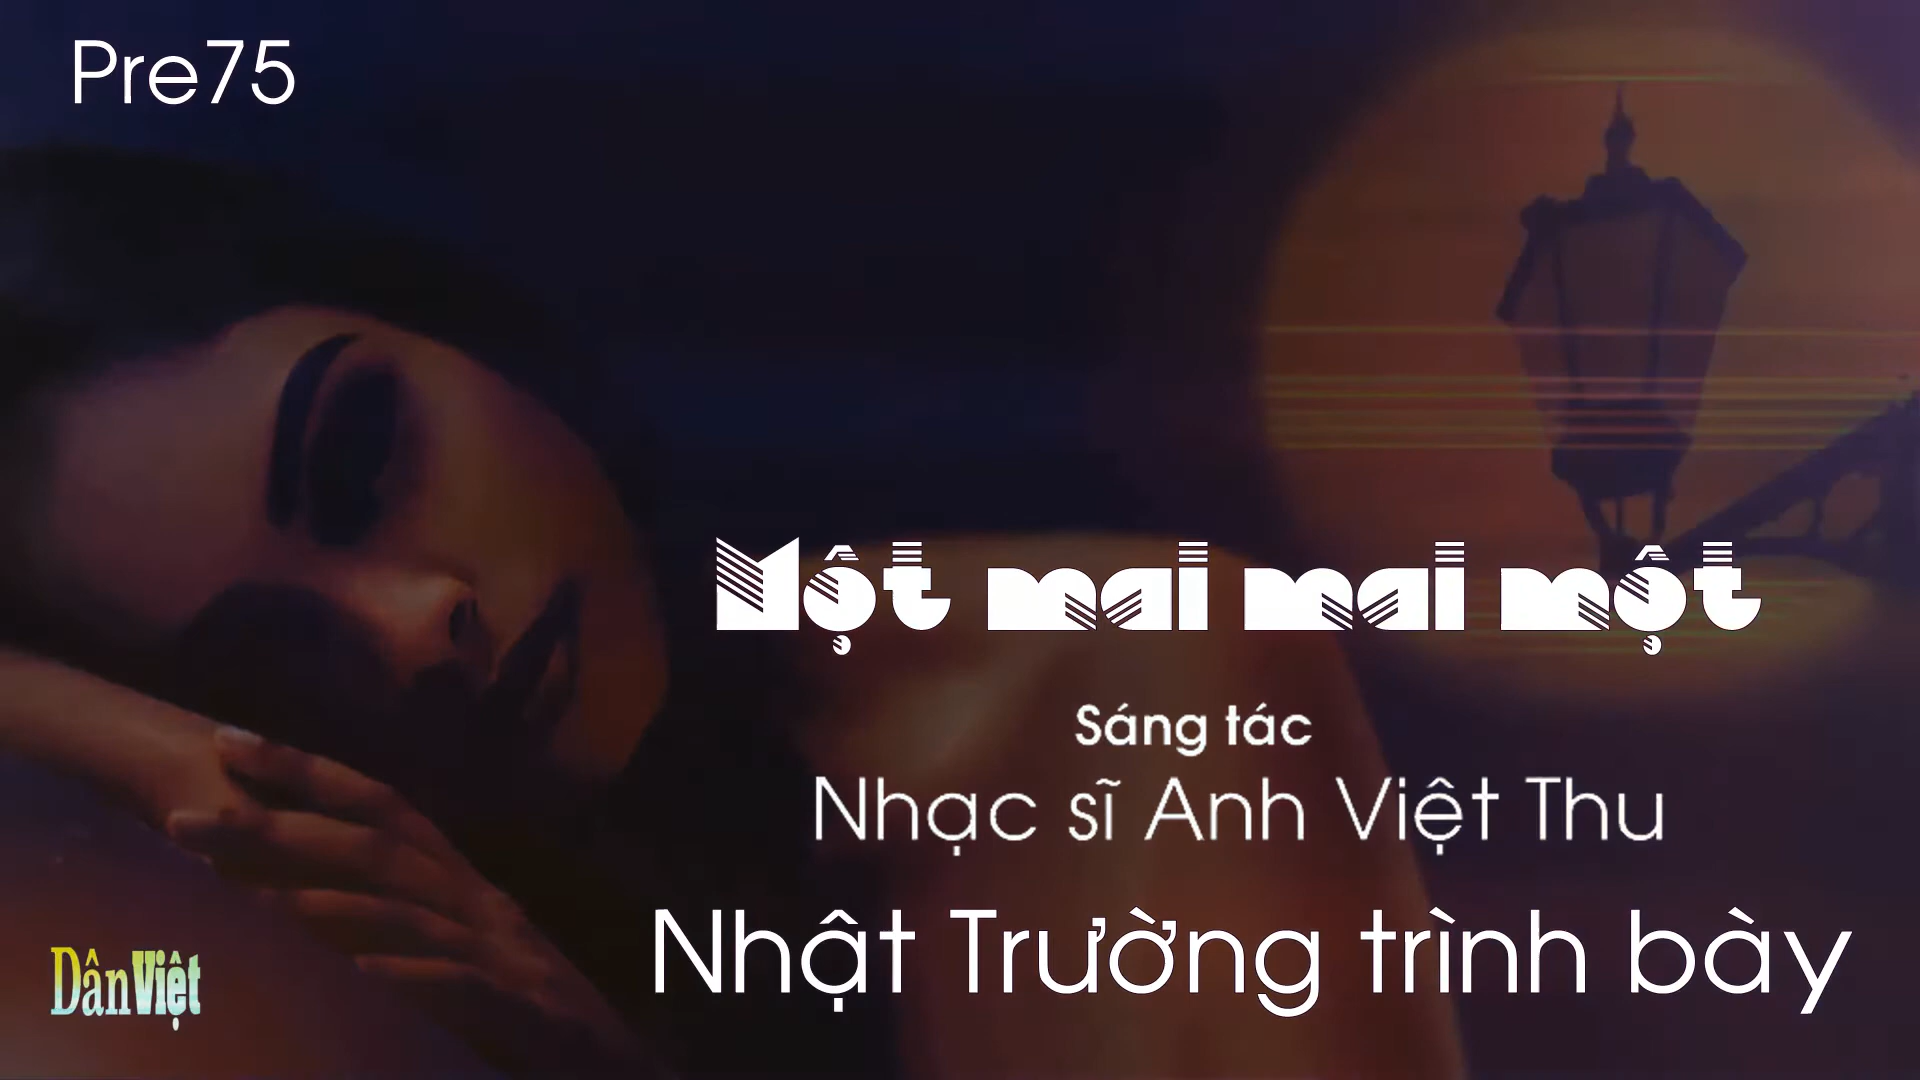 Pre75
Một mai mai một
Sáng tác
Nhạc sĩ Anh Việt Thu
Nhật Trường trình bày
DânViệt